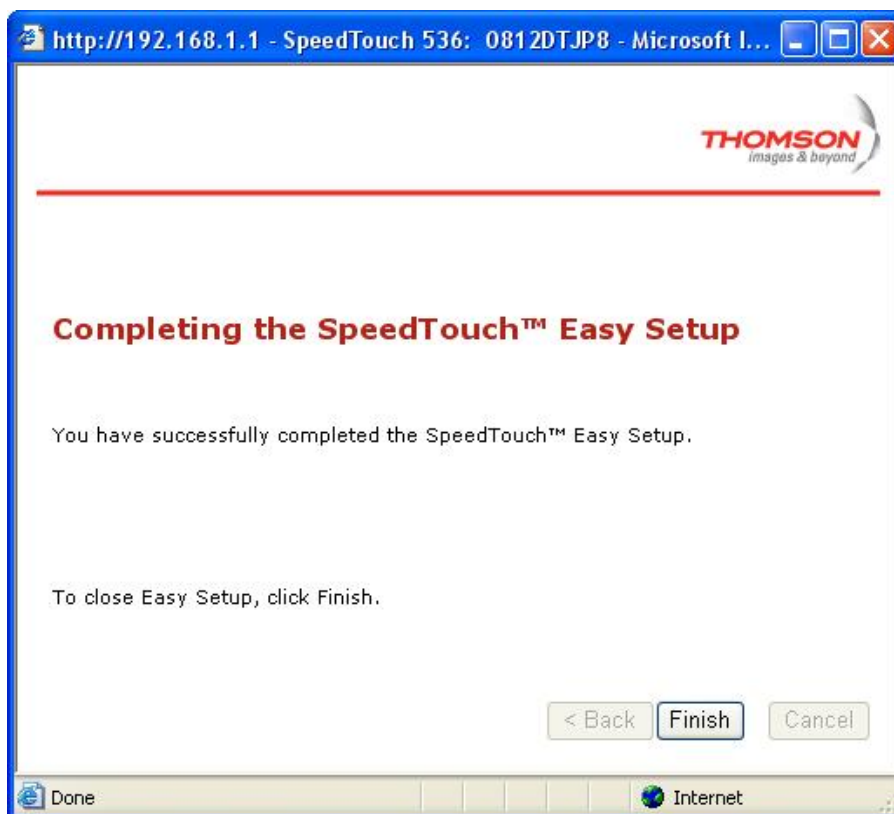 http://192.168.1.1 - SpeedTouch 536: 0812DTJP8 - Microsoft I...
THOMSON
images & beyond
Completing the SpeedTouch™ Easy Setup
You have successfully completed the SpeedTouch™ Easy Setup.
To close Easy Setup, click Finish.
< Back Finish Cancel
Done Internet